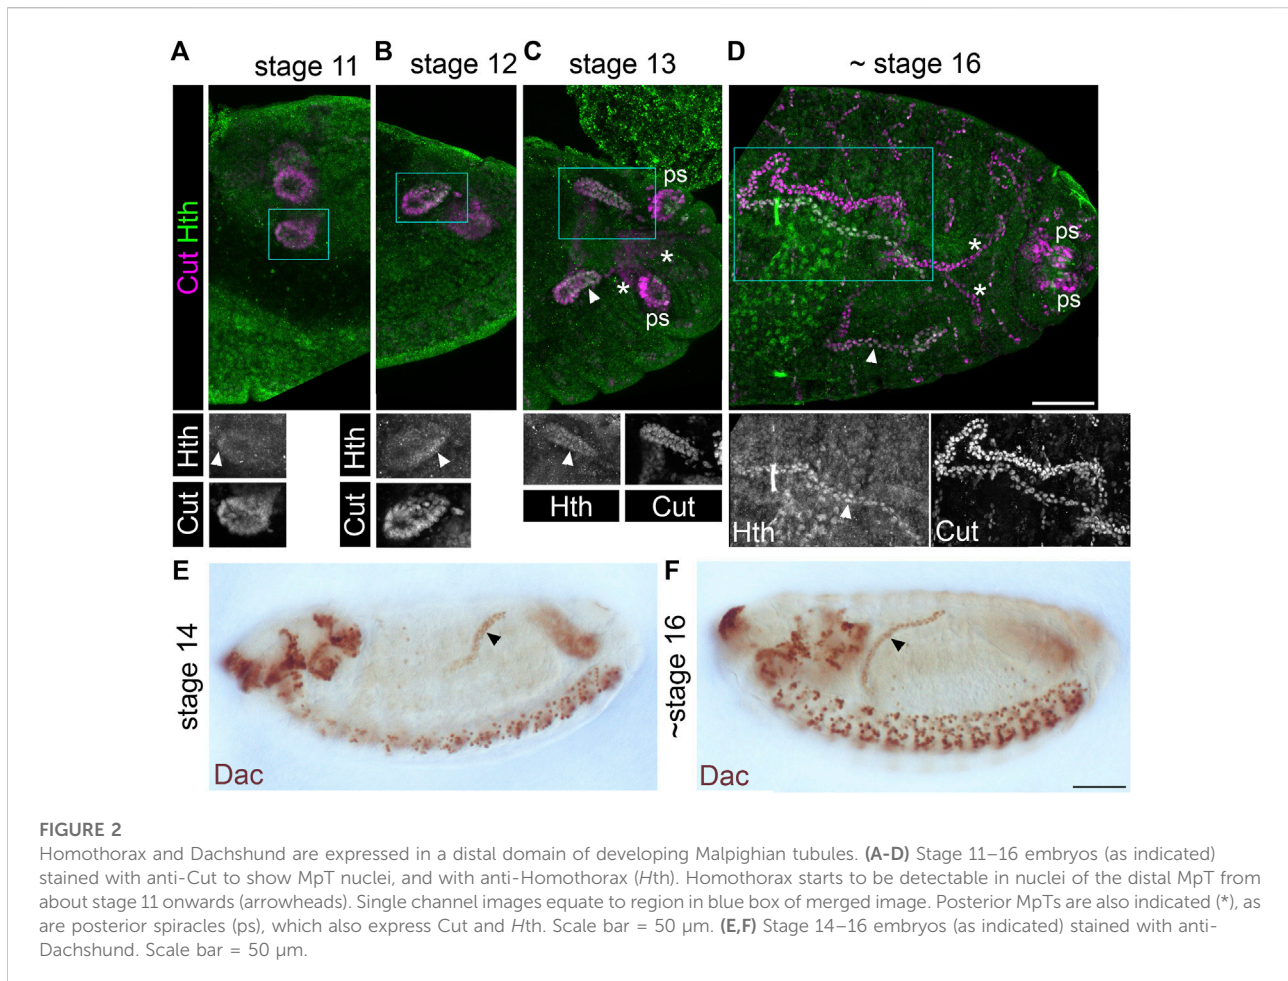 A
stage 11
B
stage 12
C
stage 13
D
~ stage 16
Cut Hth
ps
*
*
ps
*
*
ps
ps
Hth
Cut
Hth
Cut
Hth
Cut
Hth
Cut
E
stage 14
Dac
F
~stage 16
Dac
FIGURE 2
Homothorax and Dachshund are expressed in a distal domain of developing Malpighian tubules. (A-D) Stage 11–16 embryos (as indicated)
stained with anti-Cut to show MpT nuclei, and with anti-Homothorax (Hth). Homothorax starts to be detectable in nuclei of the distal MpT from
about stage 11 onwards (arrowheads). Single channel images equate to region in blue box of merged image. Posterior MpTs are also indicated (*), as
are posterior spiracles (ps), which also express Cut and Hth. Scale bar = 50 µm. (E,F) Stage 14–16 embryos (as indicated) stained with anti-
Dachshund. Scale bar = 50 µm.